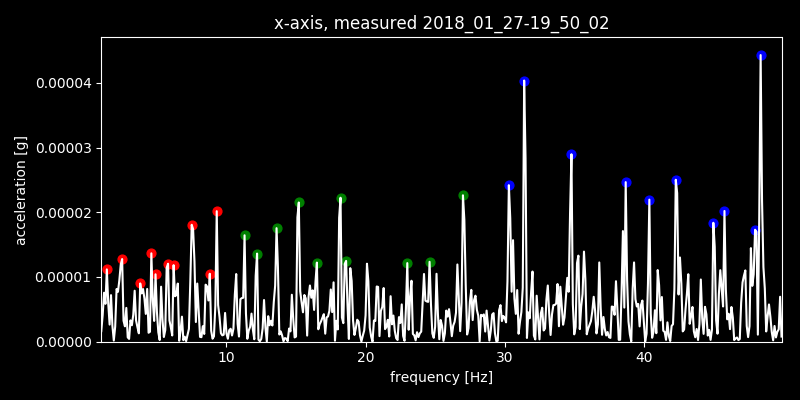 x-axis, measured 2018_01_27-19_50_02
acceleration [g]
0.00004
0.00003
0.00002
0.00001
0.00000
10 20 30 40
frequency [Hz]